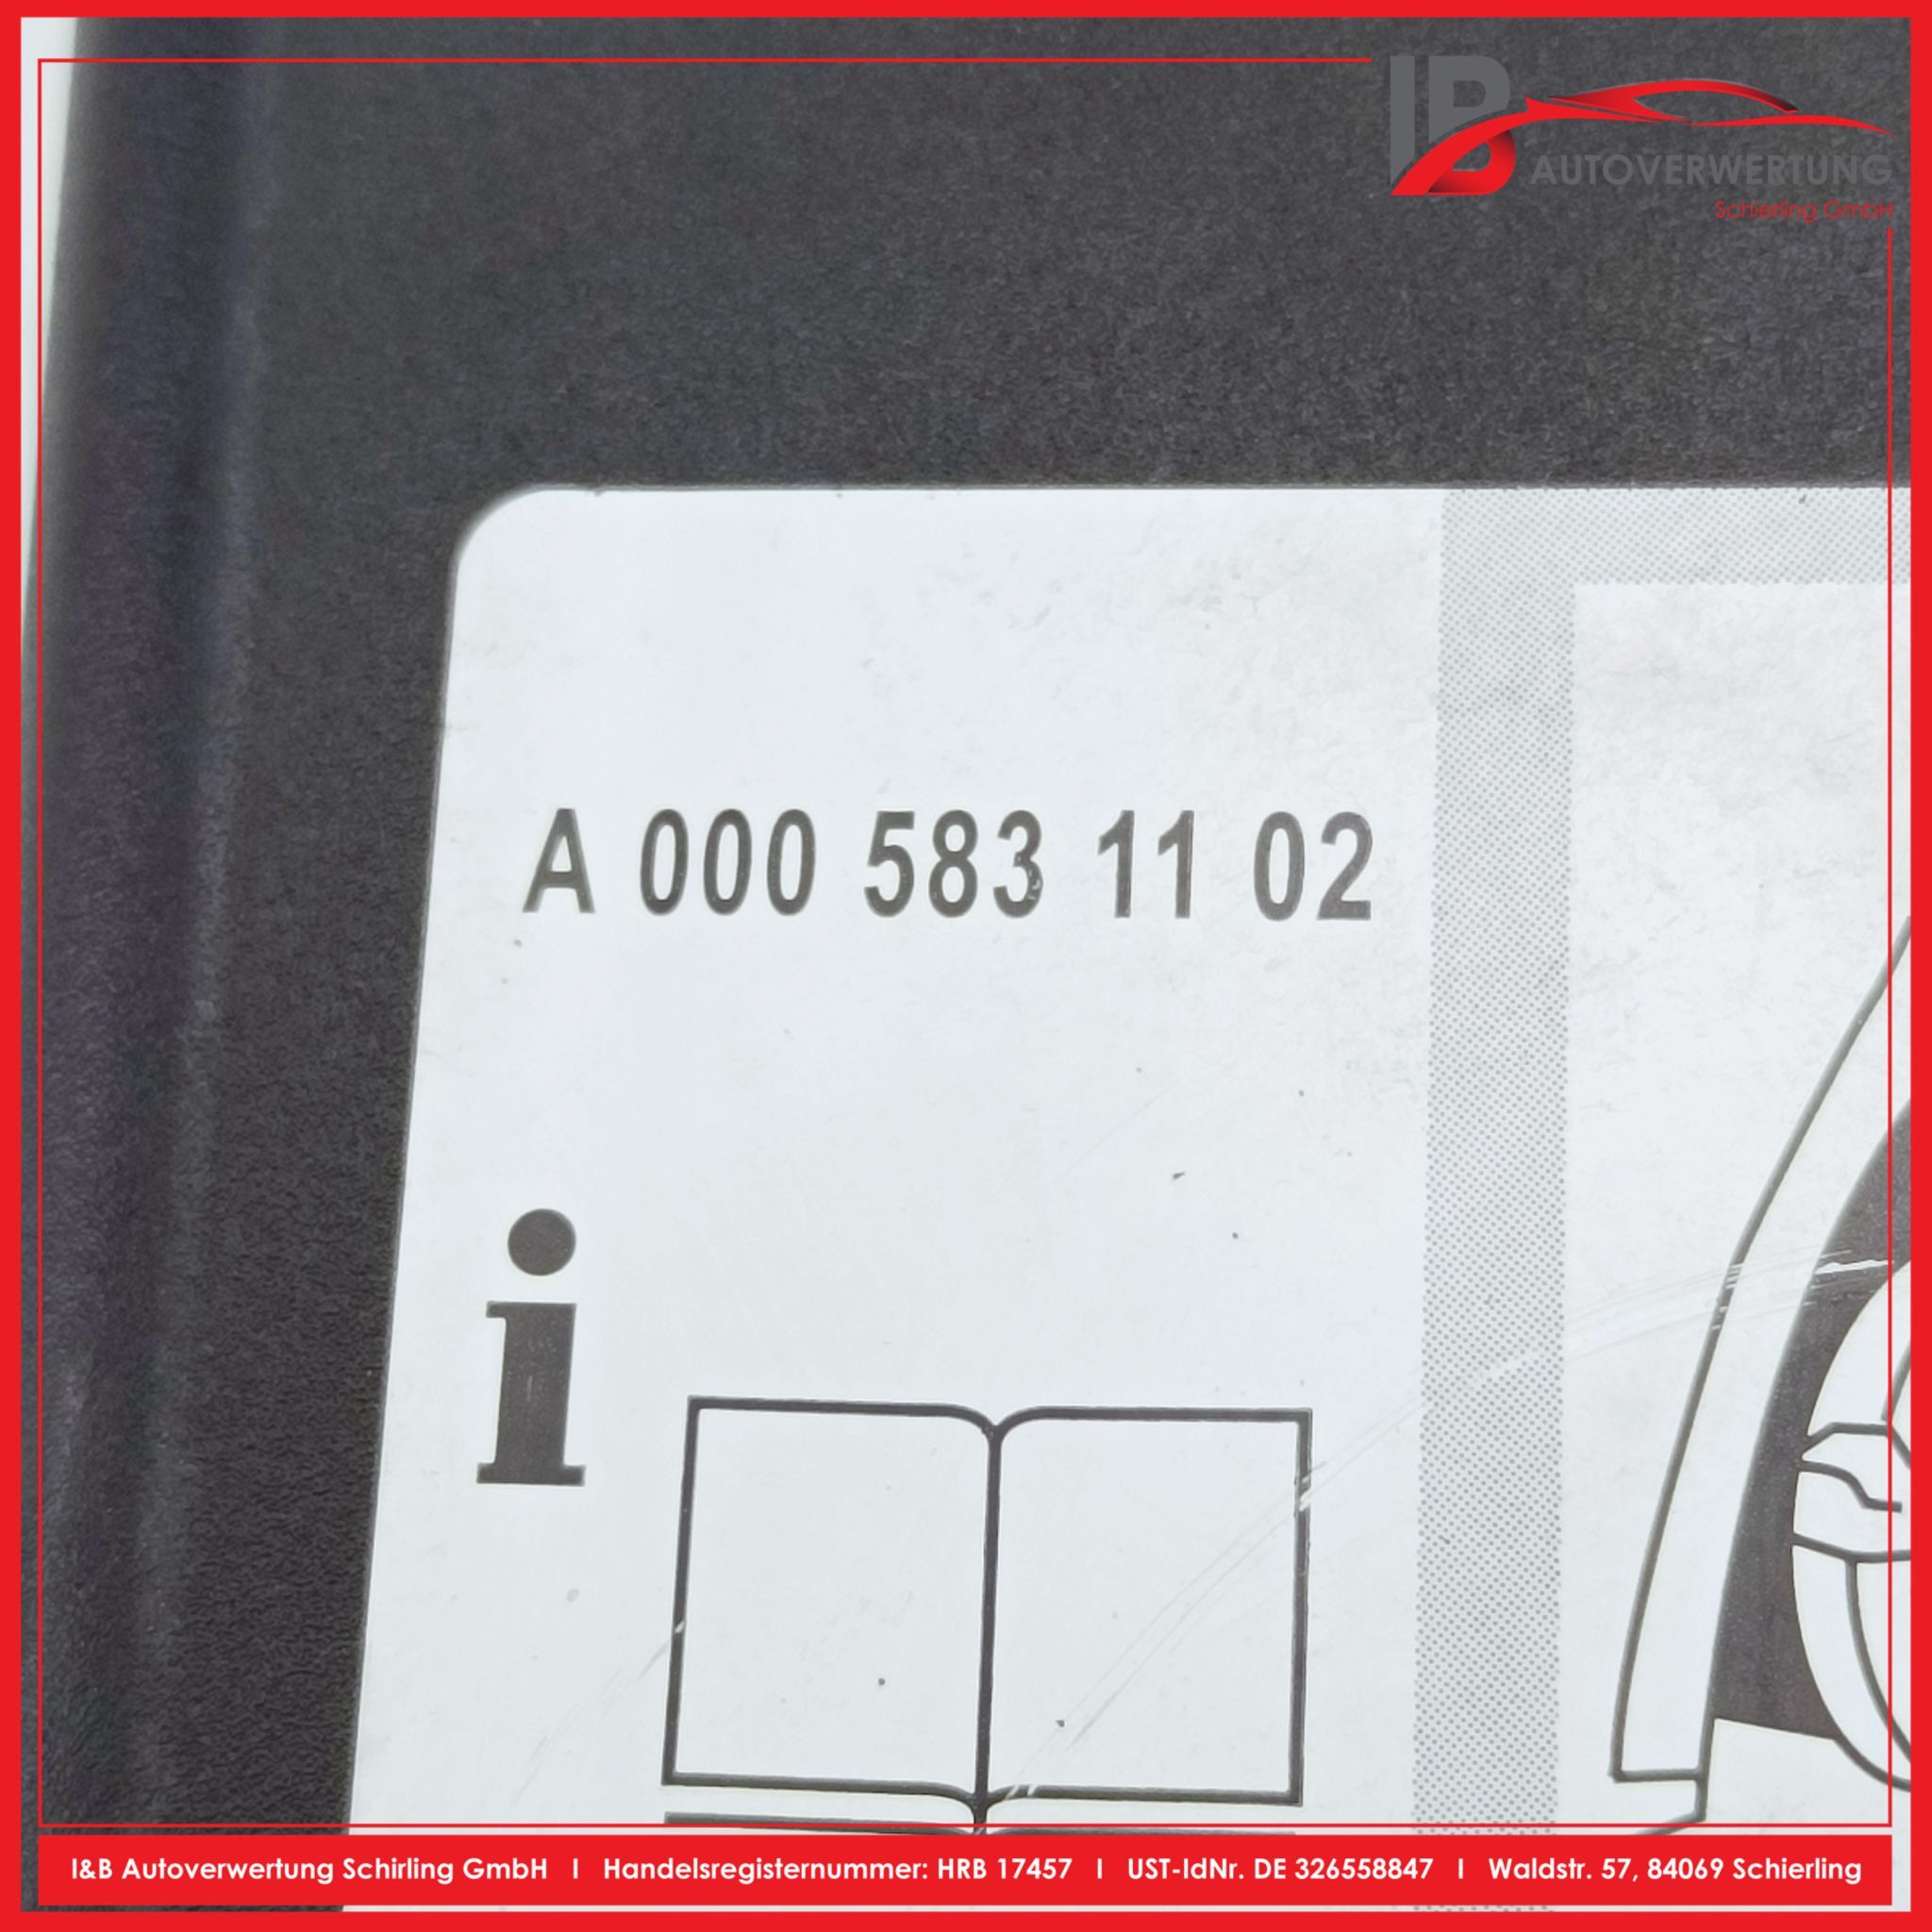 IB
AUTOVERWERTUNG
Schierling GmbH
A 000 583 11 02
i
I&B Autoverwertung Schirling GmbH I Handelsregisternummer: HRB 17457 I UST-IdNr. DE 326558847 I Waldstr. 57, 84069 Schierling